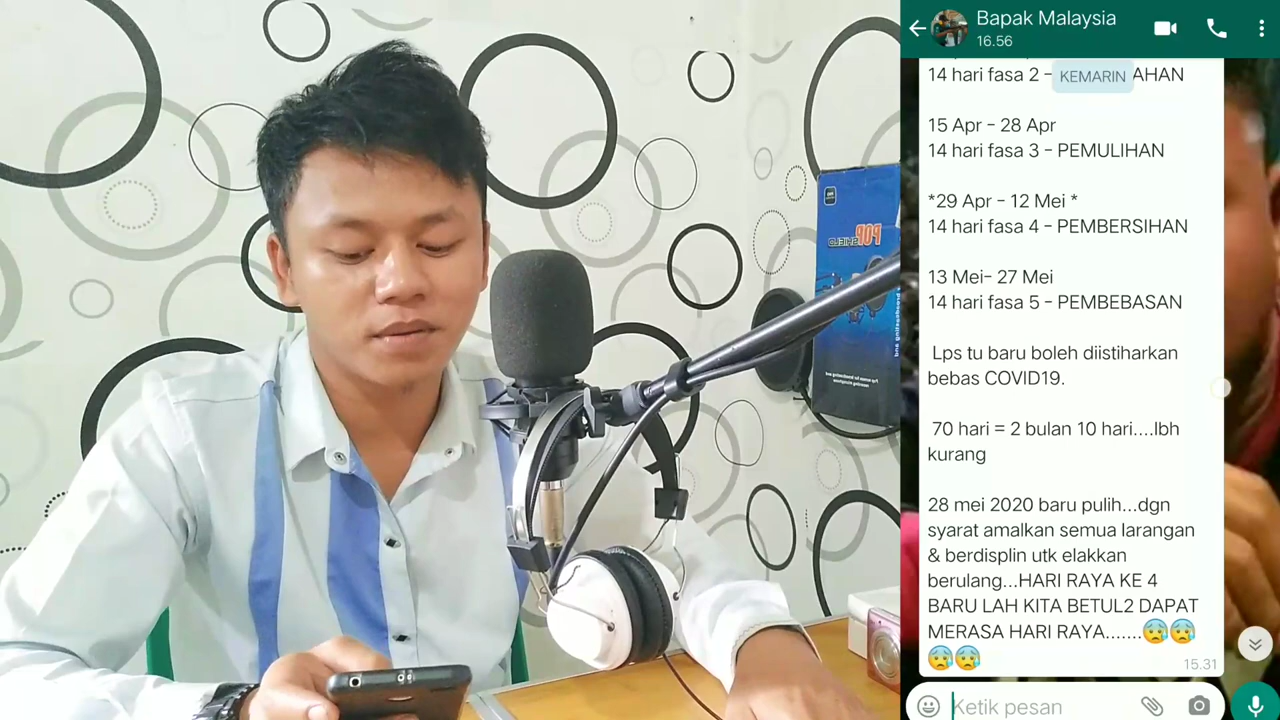 Bapak Malaysia
16.56
14 hari fasa 2 - AHAN
KEMARIN
15 Apr - 28 Apr
14 hari fasa 3 - PEMULIHAN
*29 Apr - 12 Mei *
14 hari fasa 4 - PEMBERSIHAN
13 Mei- 27 Mei
14 hari fasa 5 - PEMBEBASAN
Lps tu baru boleh diistiharkan
bebas COVID19.
70 hari = 2 bulan 10 hari....lbh
kurang
28 mei 2020 baru pulih...dgn
syarat amalkan semua larangan
& berdisplin utk elakkan
berulang...HARI RAYA KE 4
BARU LAH KITA BETUL2 DAPAT
MERASA HARI RAYA.......😰😰
😰😰
15.31
Ketik pesan
POP
SHIELD